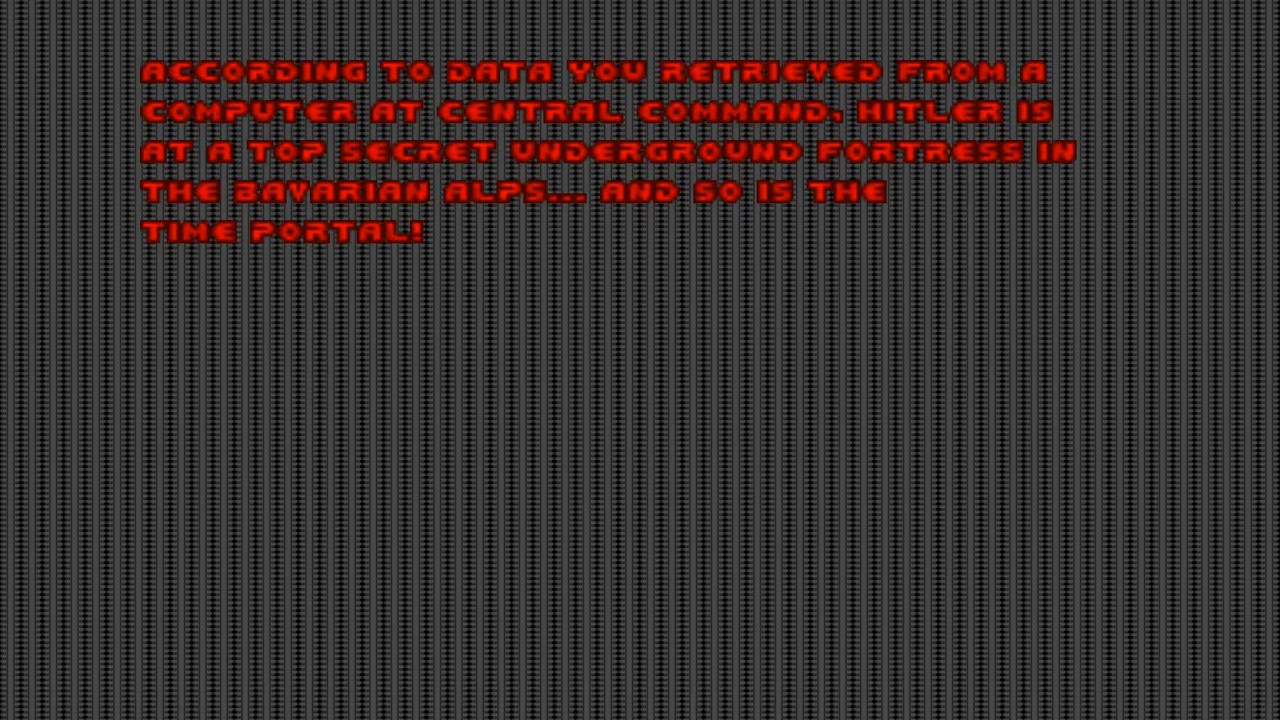 ACCORDING TO DATA YOU RETRIEVED FROM A
COMPUTER AT CENTRAL COMMAND, HITLER IS
AT A TOP SECRET UNDERGROUND FORTRESS IN
THE BAVARIAN ALPS... AND SO IS THE
TIME PORTAL!